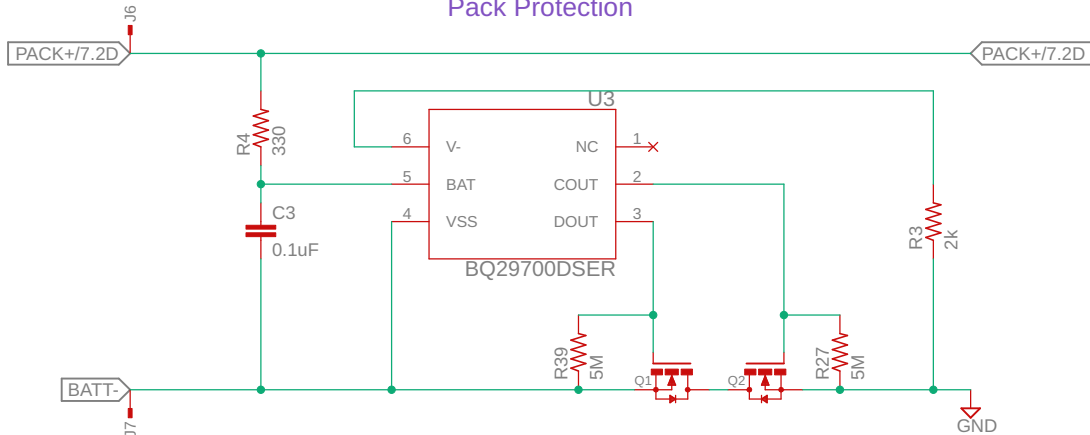 Pack Protection
J6
PACK+/7.2D
PACK+/7.2D
U3
R4
330
6
V-
NC
1
5
BAT
COUT
2
4
VSS
DOUT
3
C3
0.1uF
R3
2k
BQ29700DSER
R39
5M
Q1
Q2
R27
5M
BATT-
J7
GND